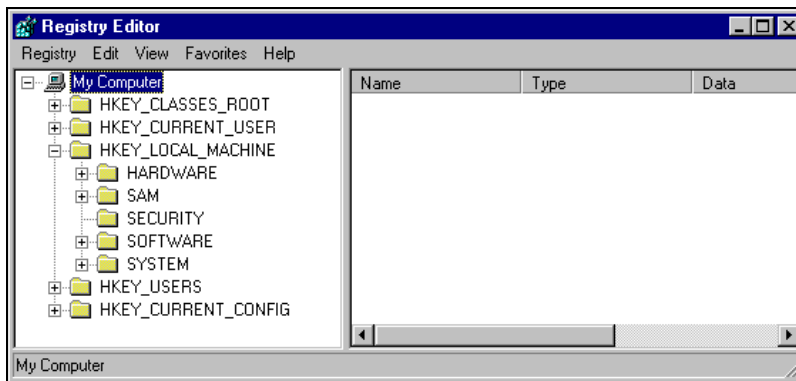 Registry Editor
Registry Edit View Favorites Help
My Computer
HKEY_CLASSES_ROOT
HKEY_CURRENT_USER
HKEY_LOCAL_MACHINE
HARDWARE
SAM
SECURITY
SOFTWARE
SYSTEM
HKEY_USERS
HKEY_CURRENT_CONFIG
Name Type Data
My Computer